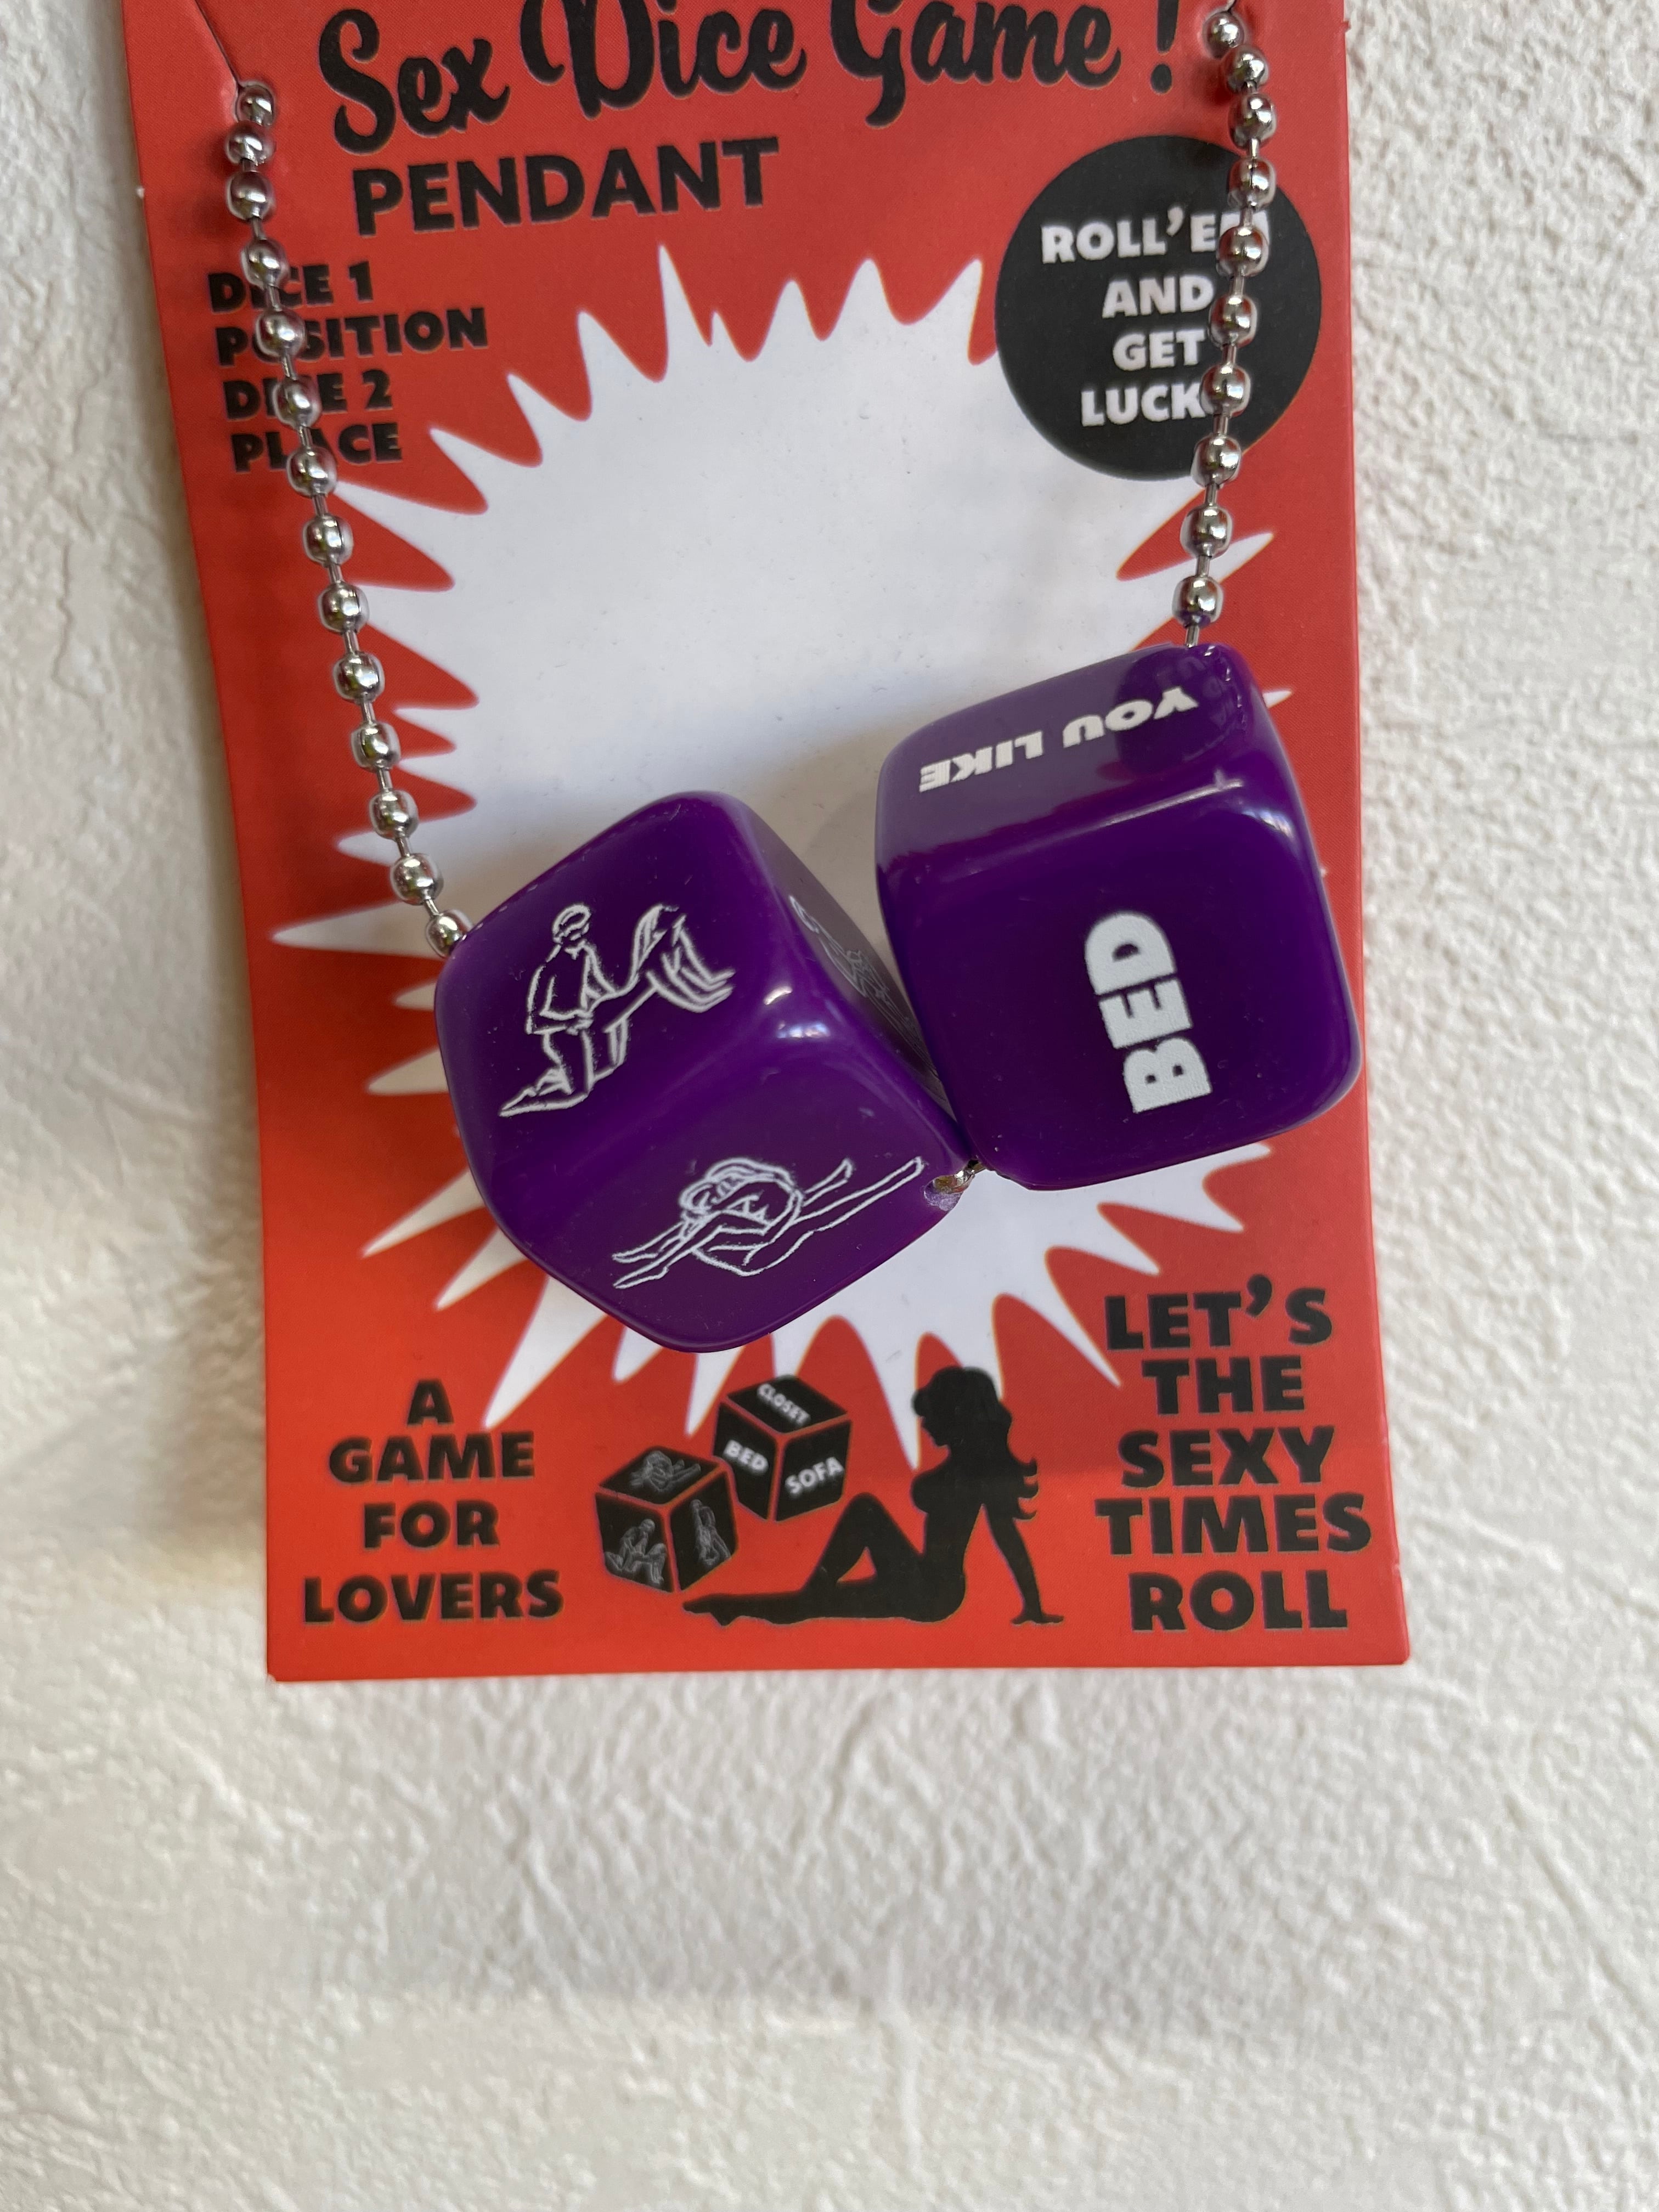 Sex Dice Game!
PENDANT
DICE 1
POSITION
DICE 2
PLACE
ROLL'EM
AND
GET
LUCKY
YOU LIKE
BED
A
GAME
FOR
LOVERS
CLOSET
BED
SOFA
LET'S
THE
SEXY
TIMES
ROLL